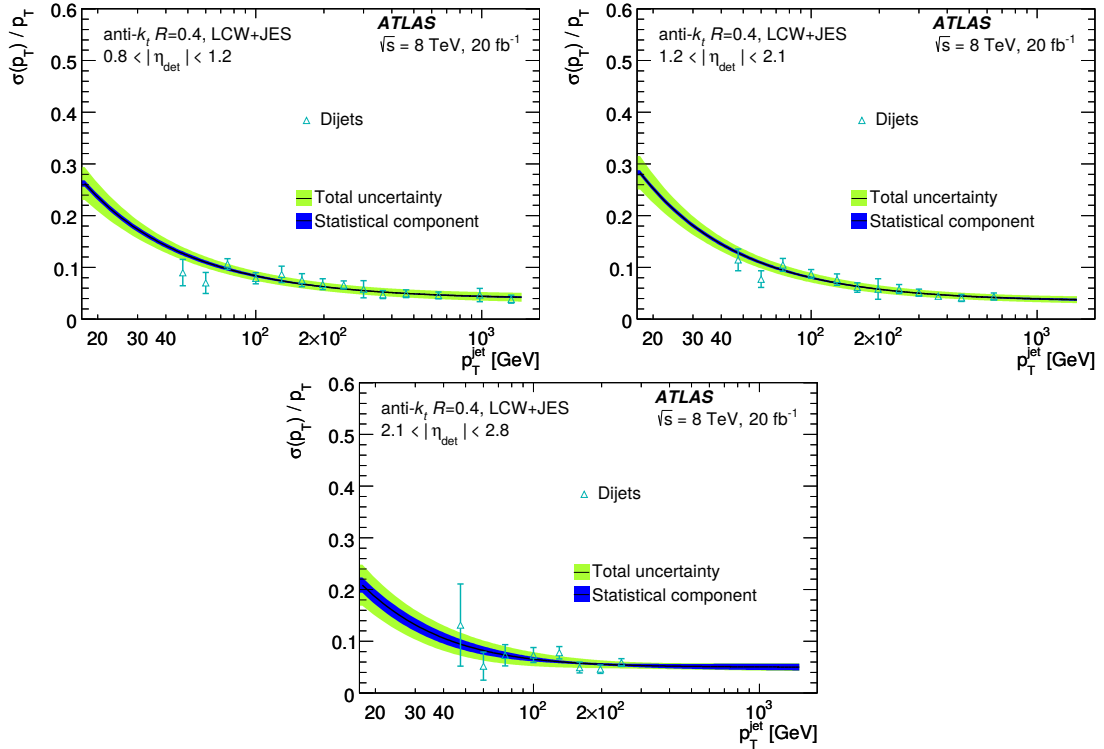 σ(p_T) / p_T
0.6
0.5
0.4
0.3
0.2
0.1
0
anti-k_t R=0.4, LCW+JES
0.8 <| η_det | < 1.2
ATLAS
√s = 8 TeV, 20 fb⁻¹
Dijets
Total uncertainty
Statistical component
20 30 40 10² 2×10² 10³
p_T^jet [GeV]
σ(p_T) / p_T
0.6
0.5
0.4
0.3
0.2
0.1
0
anti-k_t R=0.4, LCW+JES
1.2 <| η_det | < 2.1
ATLAS
√s = 8 TeV, 20 fb⁻¹
Dijets
Total uncertainty
Statistical component
20 30 40 10² 2×10² 10³
p_T^jet [GeV]
σ(p_T) / p_T
0.6
0.5
0.4
0.3
0.2
0.1
0
anti-k_t R=0.4, LCW+JES
2.1 <| η_det | < 2.8
ATLAS
√s = 8 TeV, 20 fb⁻¹
Dijets
Total uncertainty
Statistical component
20 30 40 10² 2×10² 10³
p_T^jet [GeV]